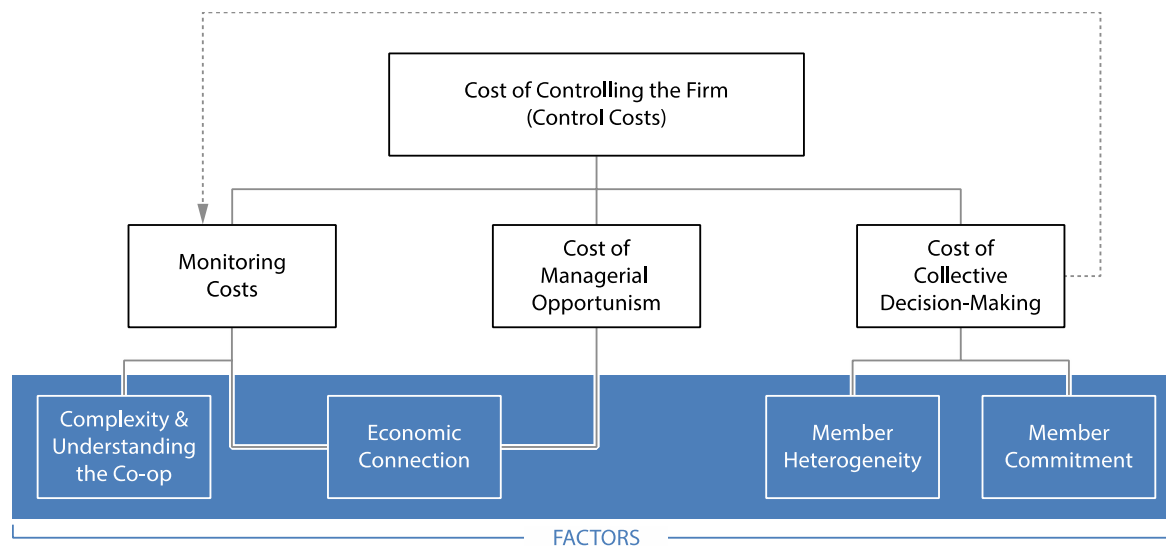 Cost of Controlling the Firm
(Control Costs)
Monitoring
Costs
Cost of
Managerial
Opportunism
Cost of
Collective
Decision-Making
Complexity &
Understanding
the Co-op
Economic
Connection
Member
Heterogeneity
Member
Commitment
FACTORS